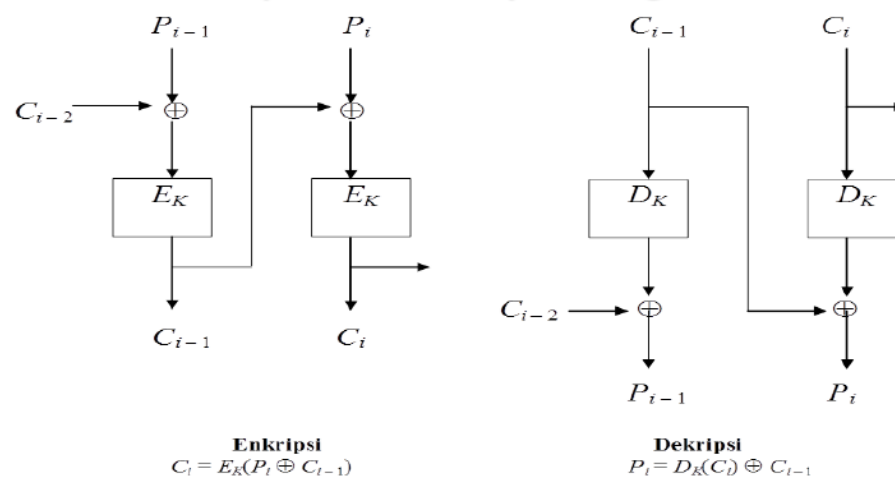 P_{i-1} P_i C_{i-1} C_i
C_{i-2} ⊕ ⊕
E_K E_K D_K D_K
C_{i-2} ⊕ ⊕
C_{i-1} C_i
P_{i-1} P_i
Enkripsi Dekripsi
C_i = E_K(P_i ⊕ C_{i-1}) P_i = D_K(C_i) ⊕ C_{i-1}